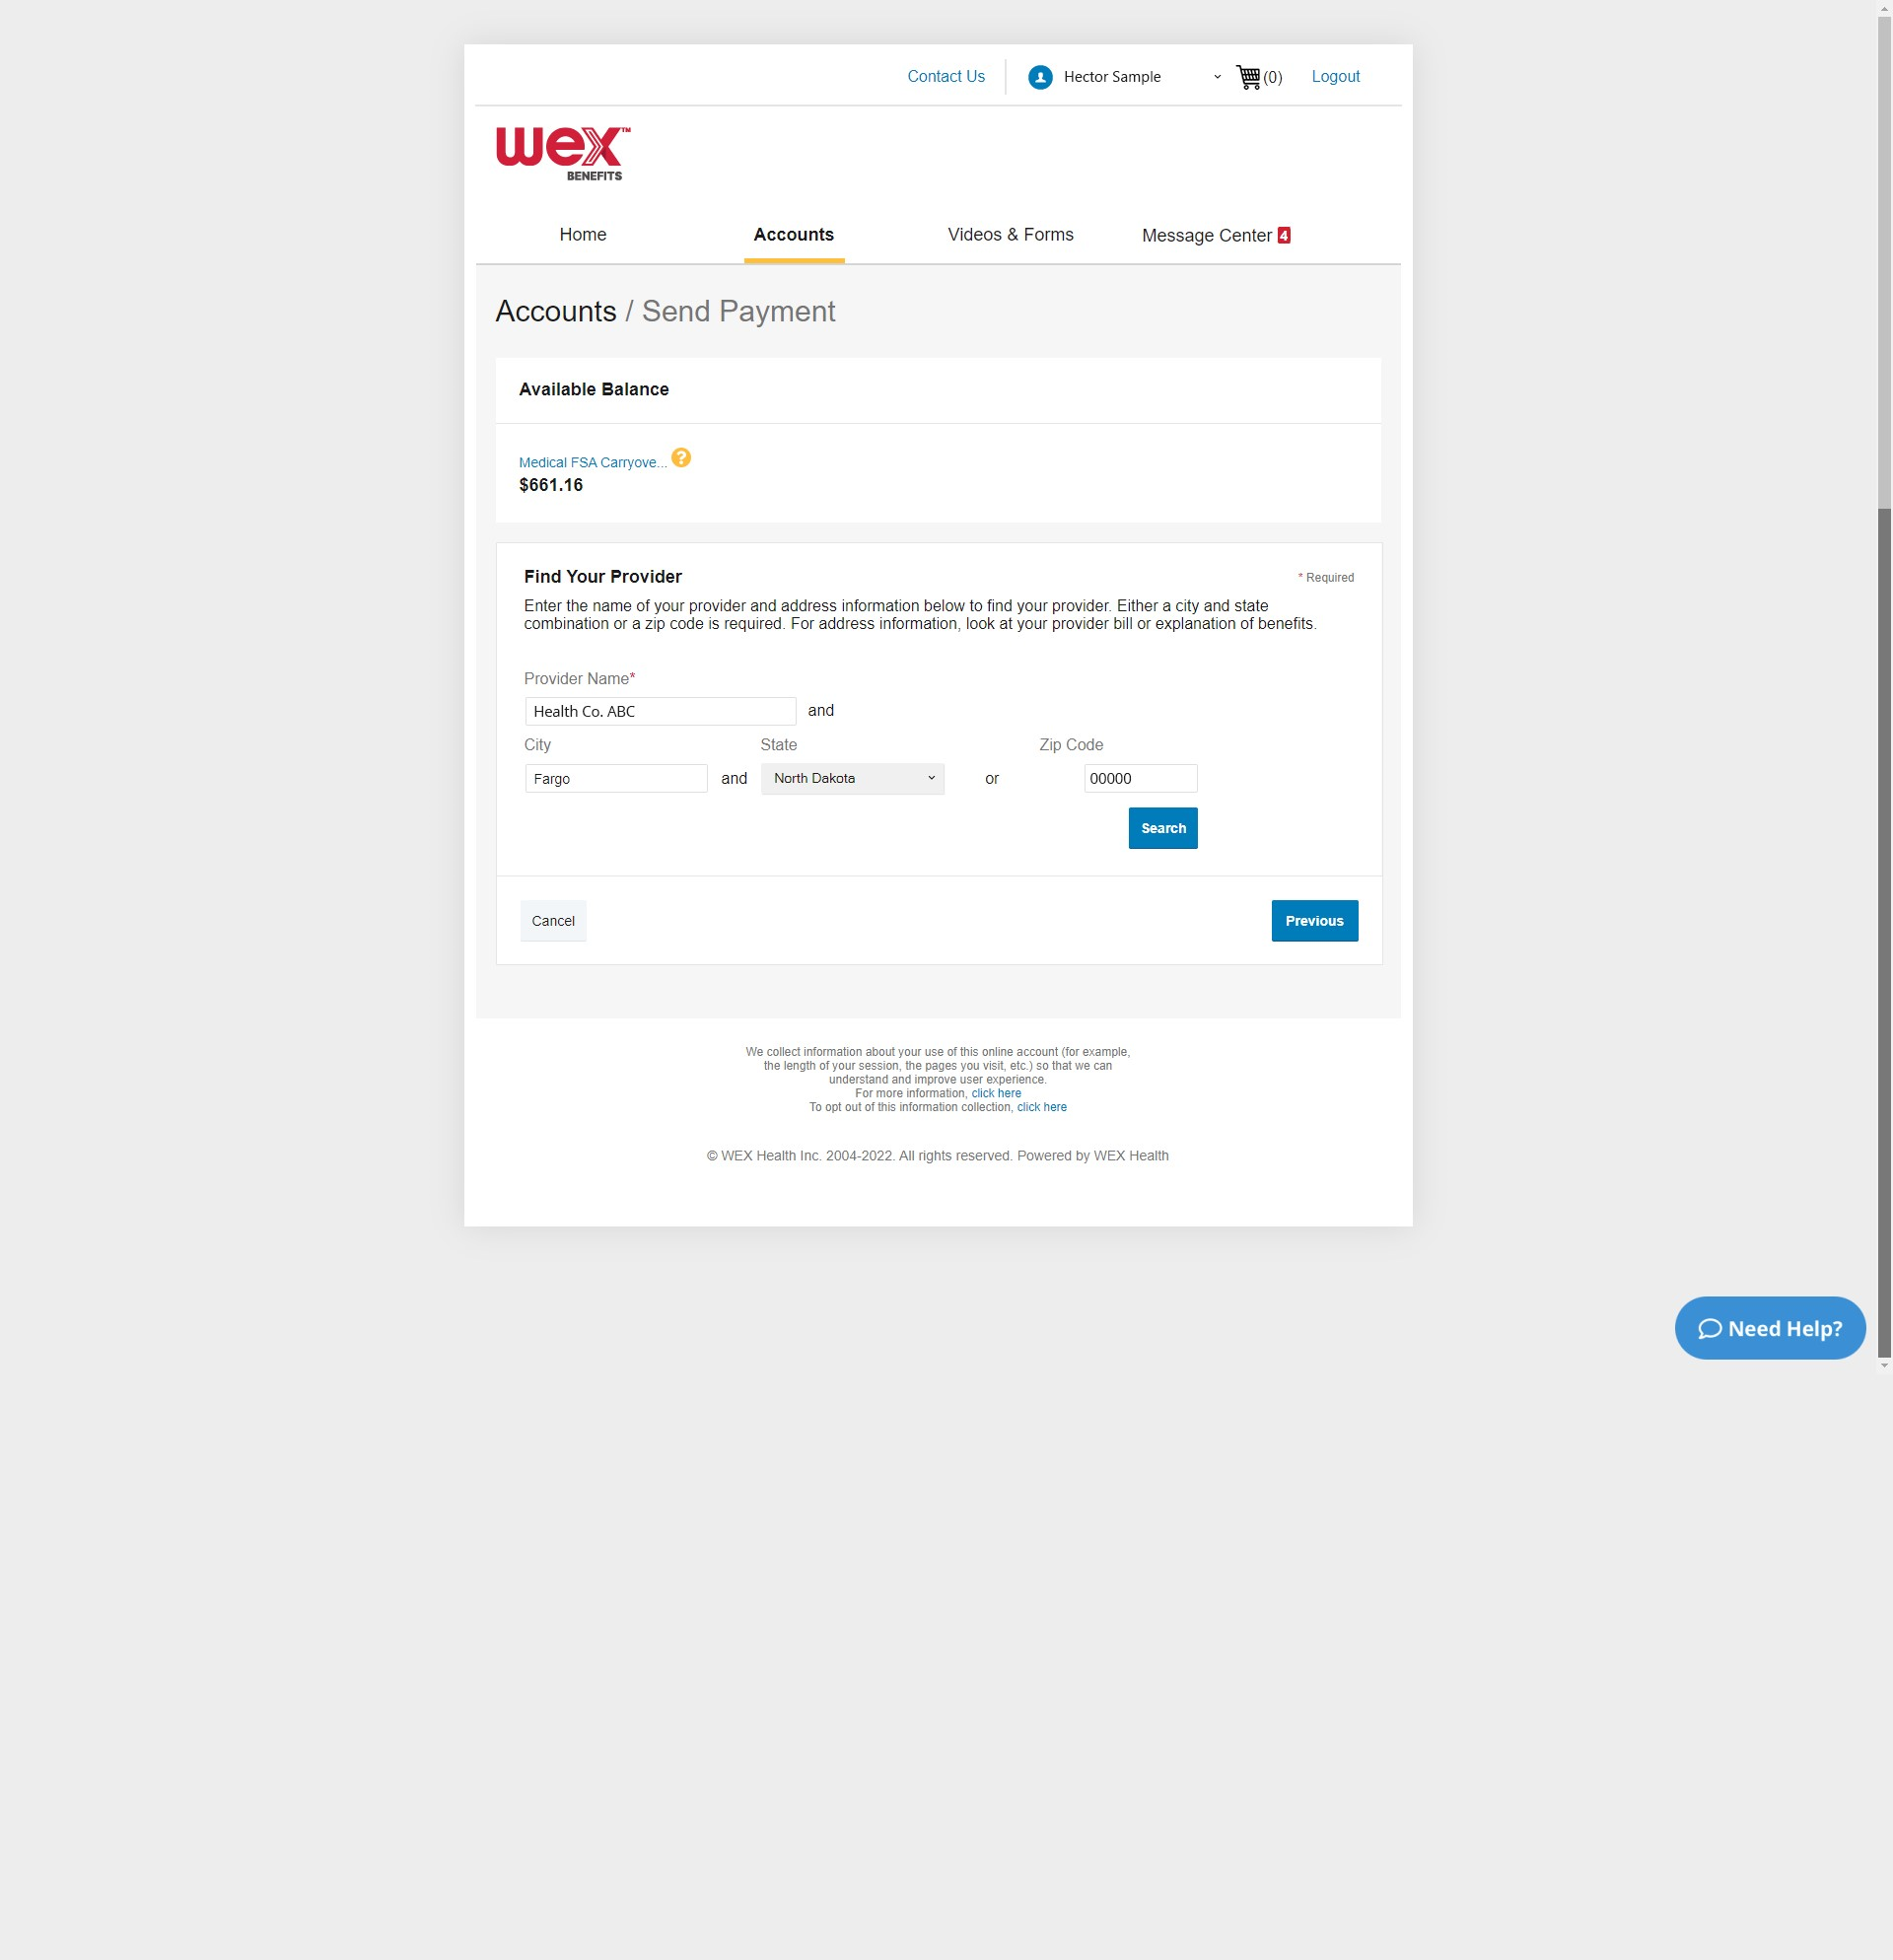 Contact Us Hector Sample (0) Logout
wex™
BENEFITS
Home Accounts Videos & Forms Message Center 4
Accounts / Send Payment
Available Balance
Medical FSA Carryove... ?
$661.16
Find Your Provider * Required
Enter the name of your provider and address information below to find your provider. Either a city and state
combination or a zip code is required. For address information, look at your provider bill or explanation of benefits.
Provider Name*
Health Co. ABC and
City State Zip Code
Fargo and North Dakota or 00000
Search
Cancel Previous
We collect information about your use of this online account (for example,
the length of your session, the pages you visit, etc.) so that we can
understand and improve user experience.
For more information, click here
To opt out of this information collection, click here
© WEX Health Inc. 2004-2022. All rights reserved. Powered by WEX Health
Need Help?